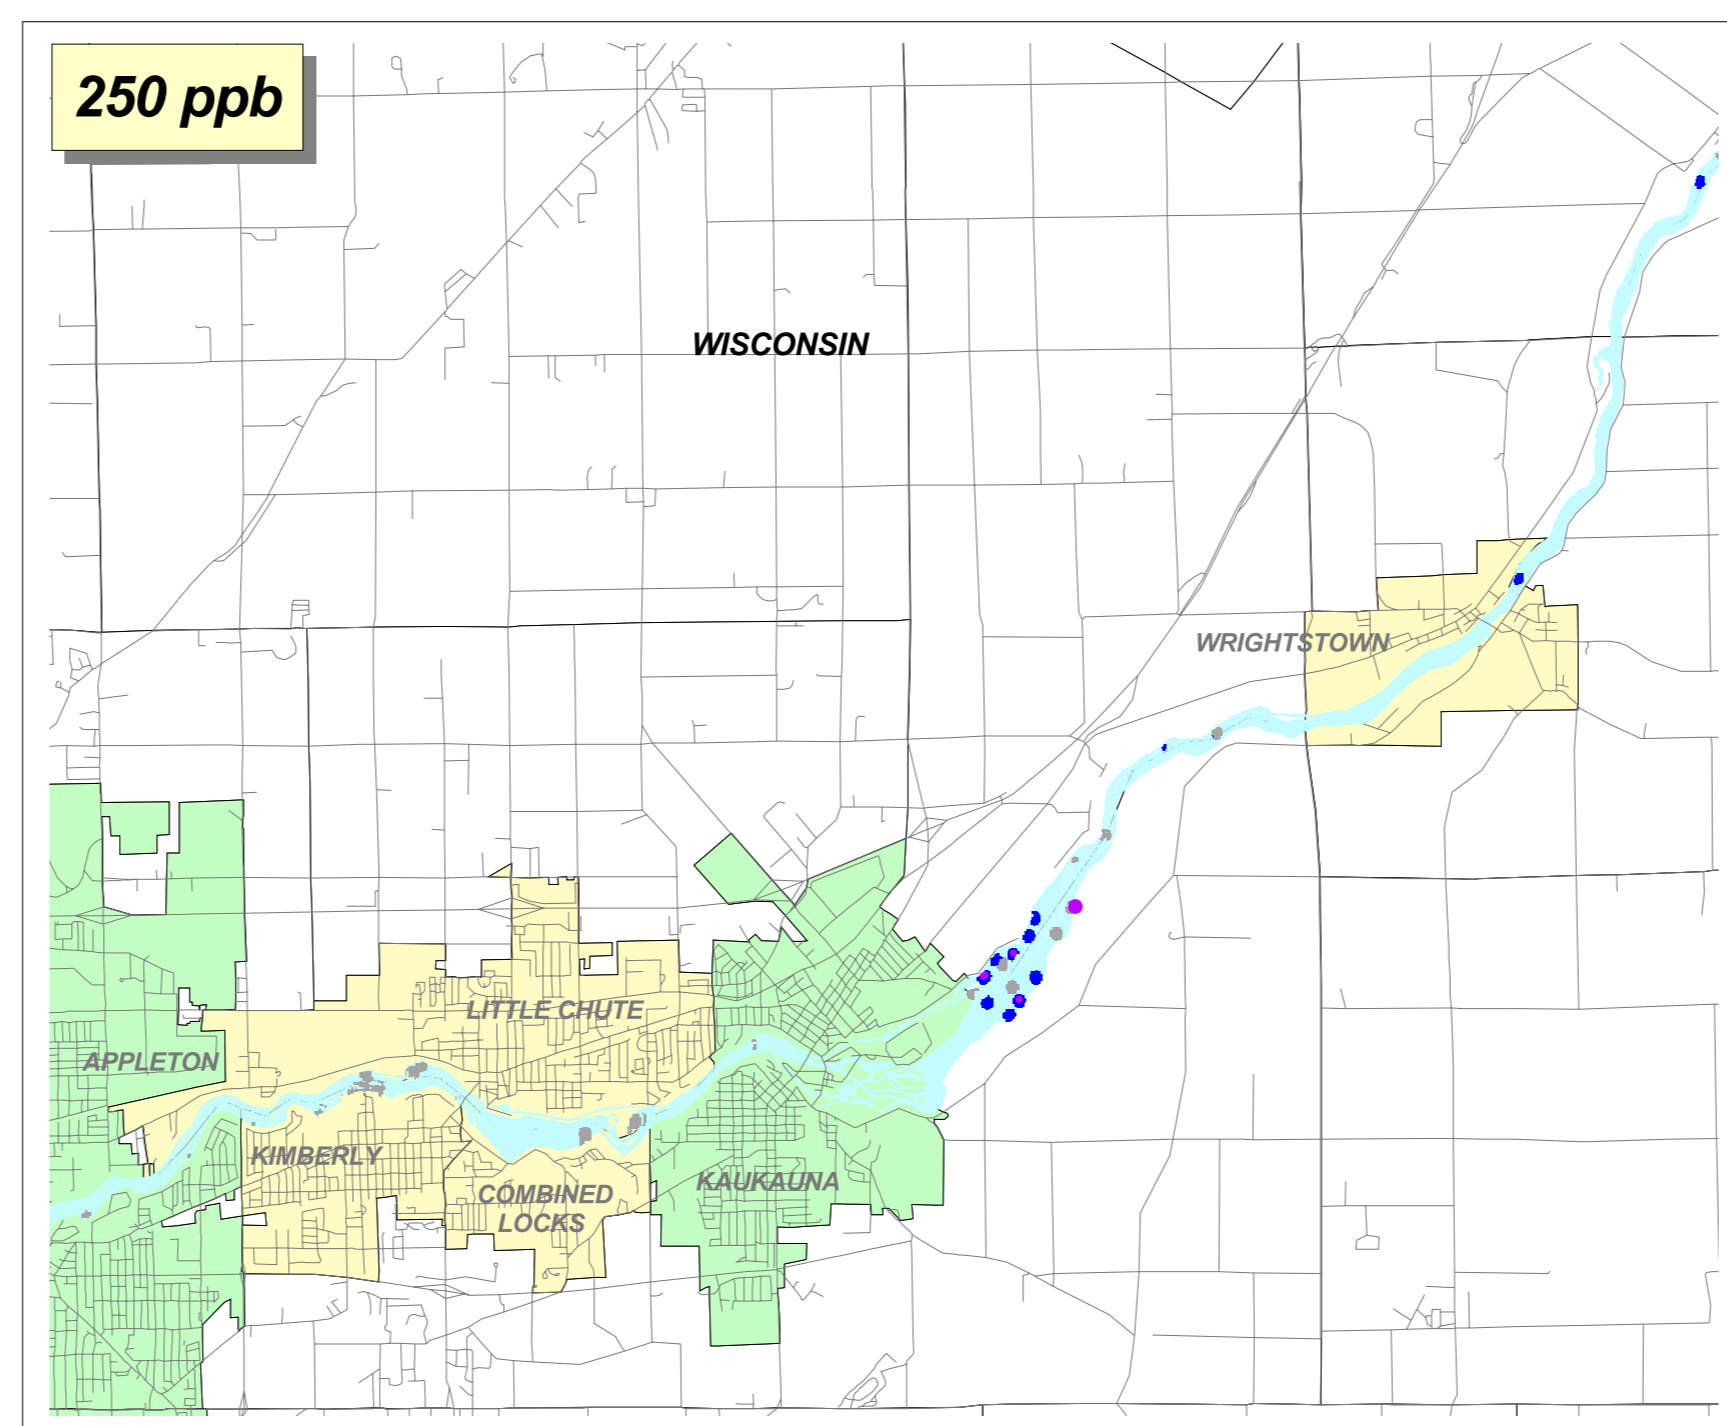 250 ppb
WISCONSIN
WRIGHTSTOWN
LITTLE CHUTE
APPLETON
KIMBERLY
KAUKAUNA
COMBINED
LOCKS